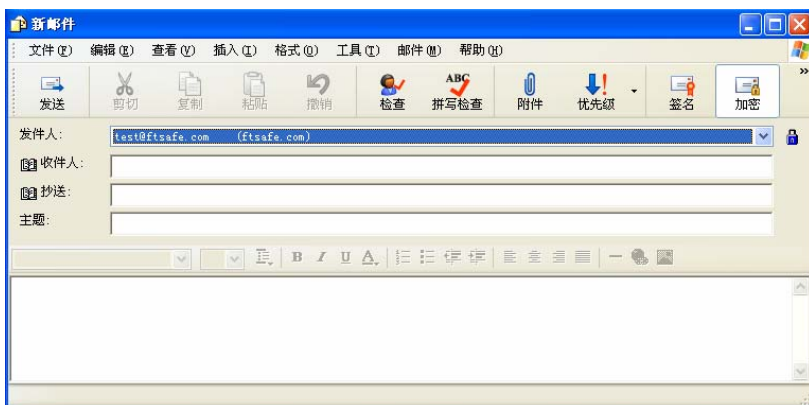 新邮件
文件(F) 编辑(E) 查看(V) 插入(I) 格式(O) 工具(T) 邮件(M) 帮助(H)
发送 剪切 复制 粘贴 撤销 检查 ABC 拼写检查 附件 优先级 签名 加密 »
发件人: test@ftsafe.com (ftsafe.com)
收件人:
抄送:
主题:
B I U A